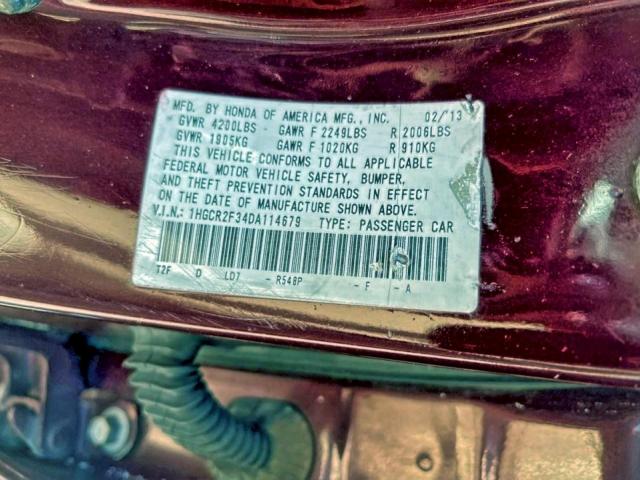 MFD. BY HONDA OF AMERICA MFG., INC. 02/13
GVWR 4200LBS - GAWR F 2249LBS R 2006LBS
GVWR 1905KG GAWR F 1020KG R 910KG
THIS VEHICLE CONFORMS TO ALL APPLICABLE
FEDERAL MOTOR VEHICLE SAFETY, BUMPER,
AND THEFT PREVENTION STANDARDS IN EFFECT
ON THE DATE OF MANUFACTURE SHOWN ABOVE.
V.I.N.: 1HGCR2F34DA114679 TYPE: PASSENGER CAR
T2F D LD7 - R548P - F - A